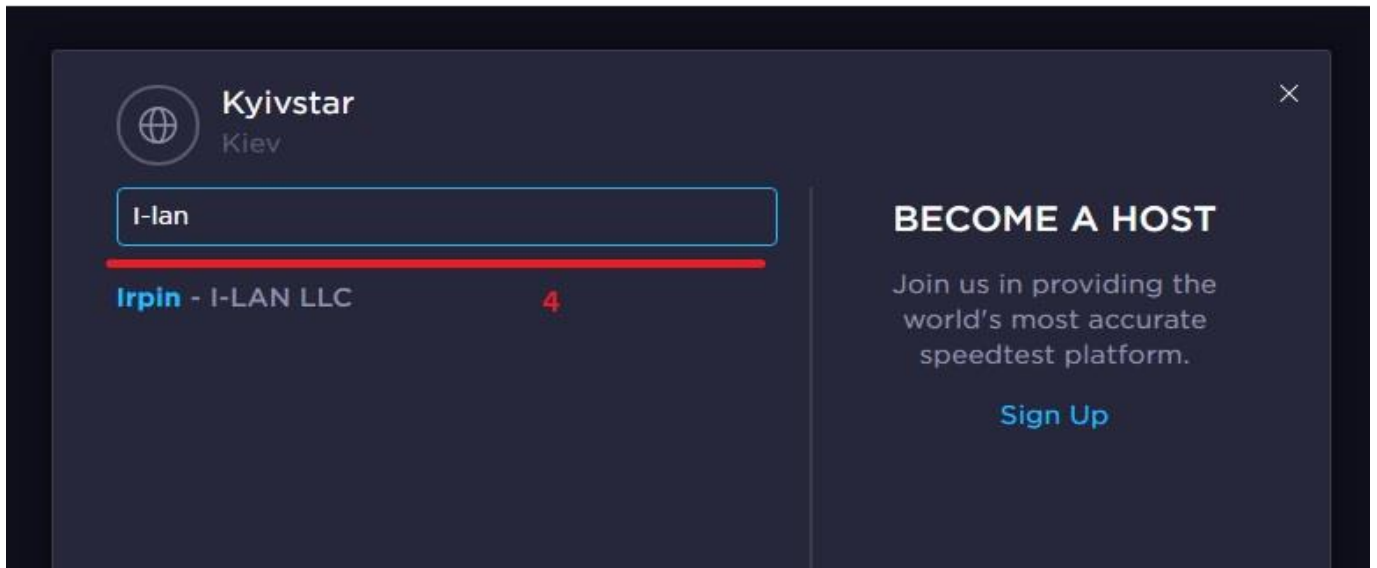 Kyivstar
Kiev
I-lan
Irpin - I-LAN LLC
4
BECOME A HOST
Join us in providing the
world's most accurate
speedtest platform.
Sign Up